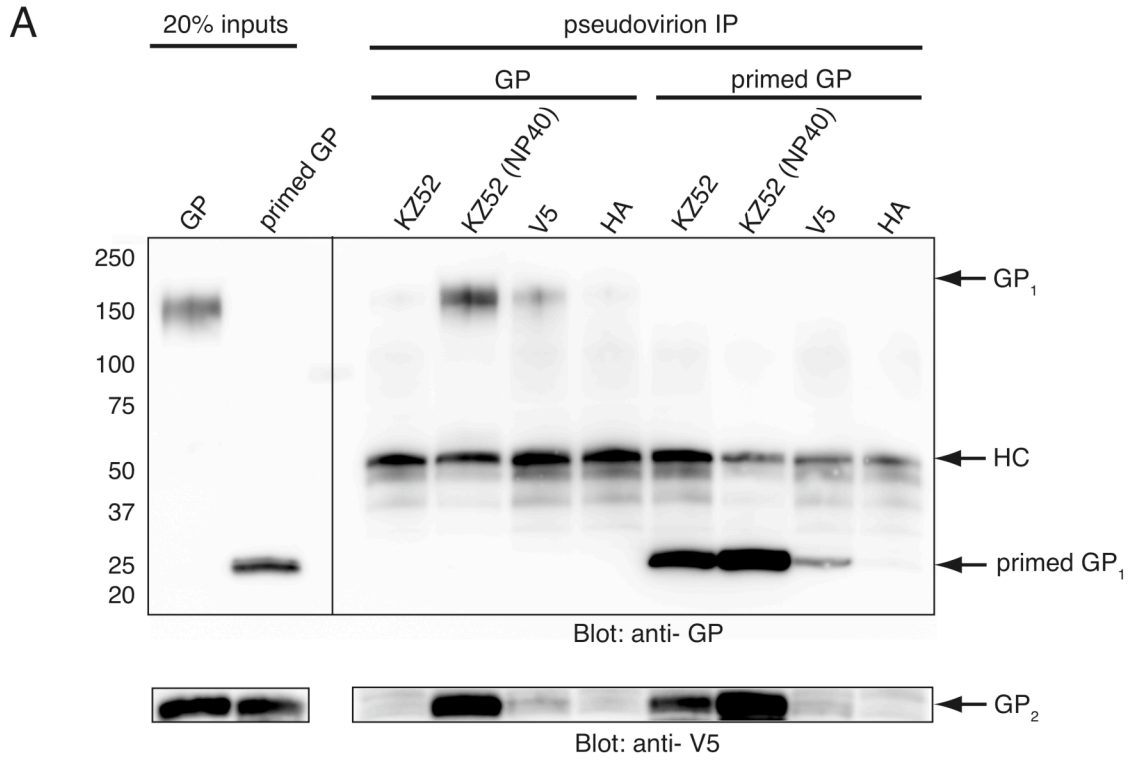 A
20% inputs
pseudovirion IP
GP
primed GP
GP
primed GP
KZ52
KZ52 (NP40)
V5
HA
KZ52
KZ52 (NP40)
V5
HA
250
150
100
75
50
37
25
20
GP₁
HC
primed GP₁
Blot: anti- GP
GP₂
Blot: anti- V5